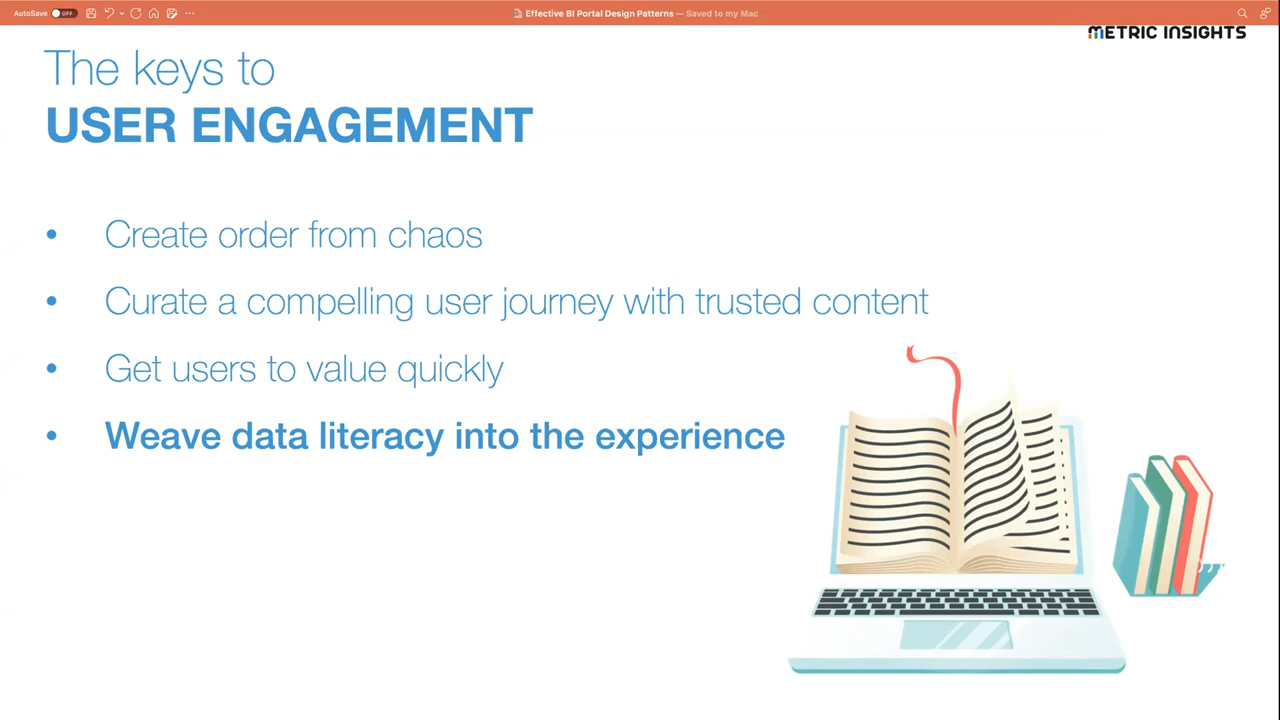 AutoSave OFF
Effective BI Portal Design Patterns — Saved to my Mac
METRIC INSIGHTS
The keys to
USER ENGAGEMENT
• Create order from chaos
• Curate a compelling user journey with trusted content
• Get users to value quickly
• Weave data literacy into the experience